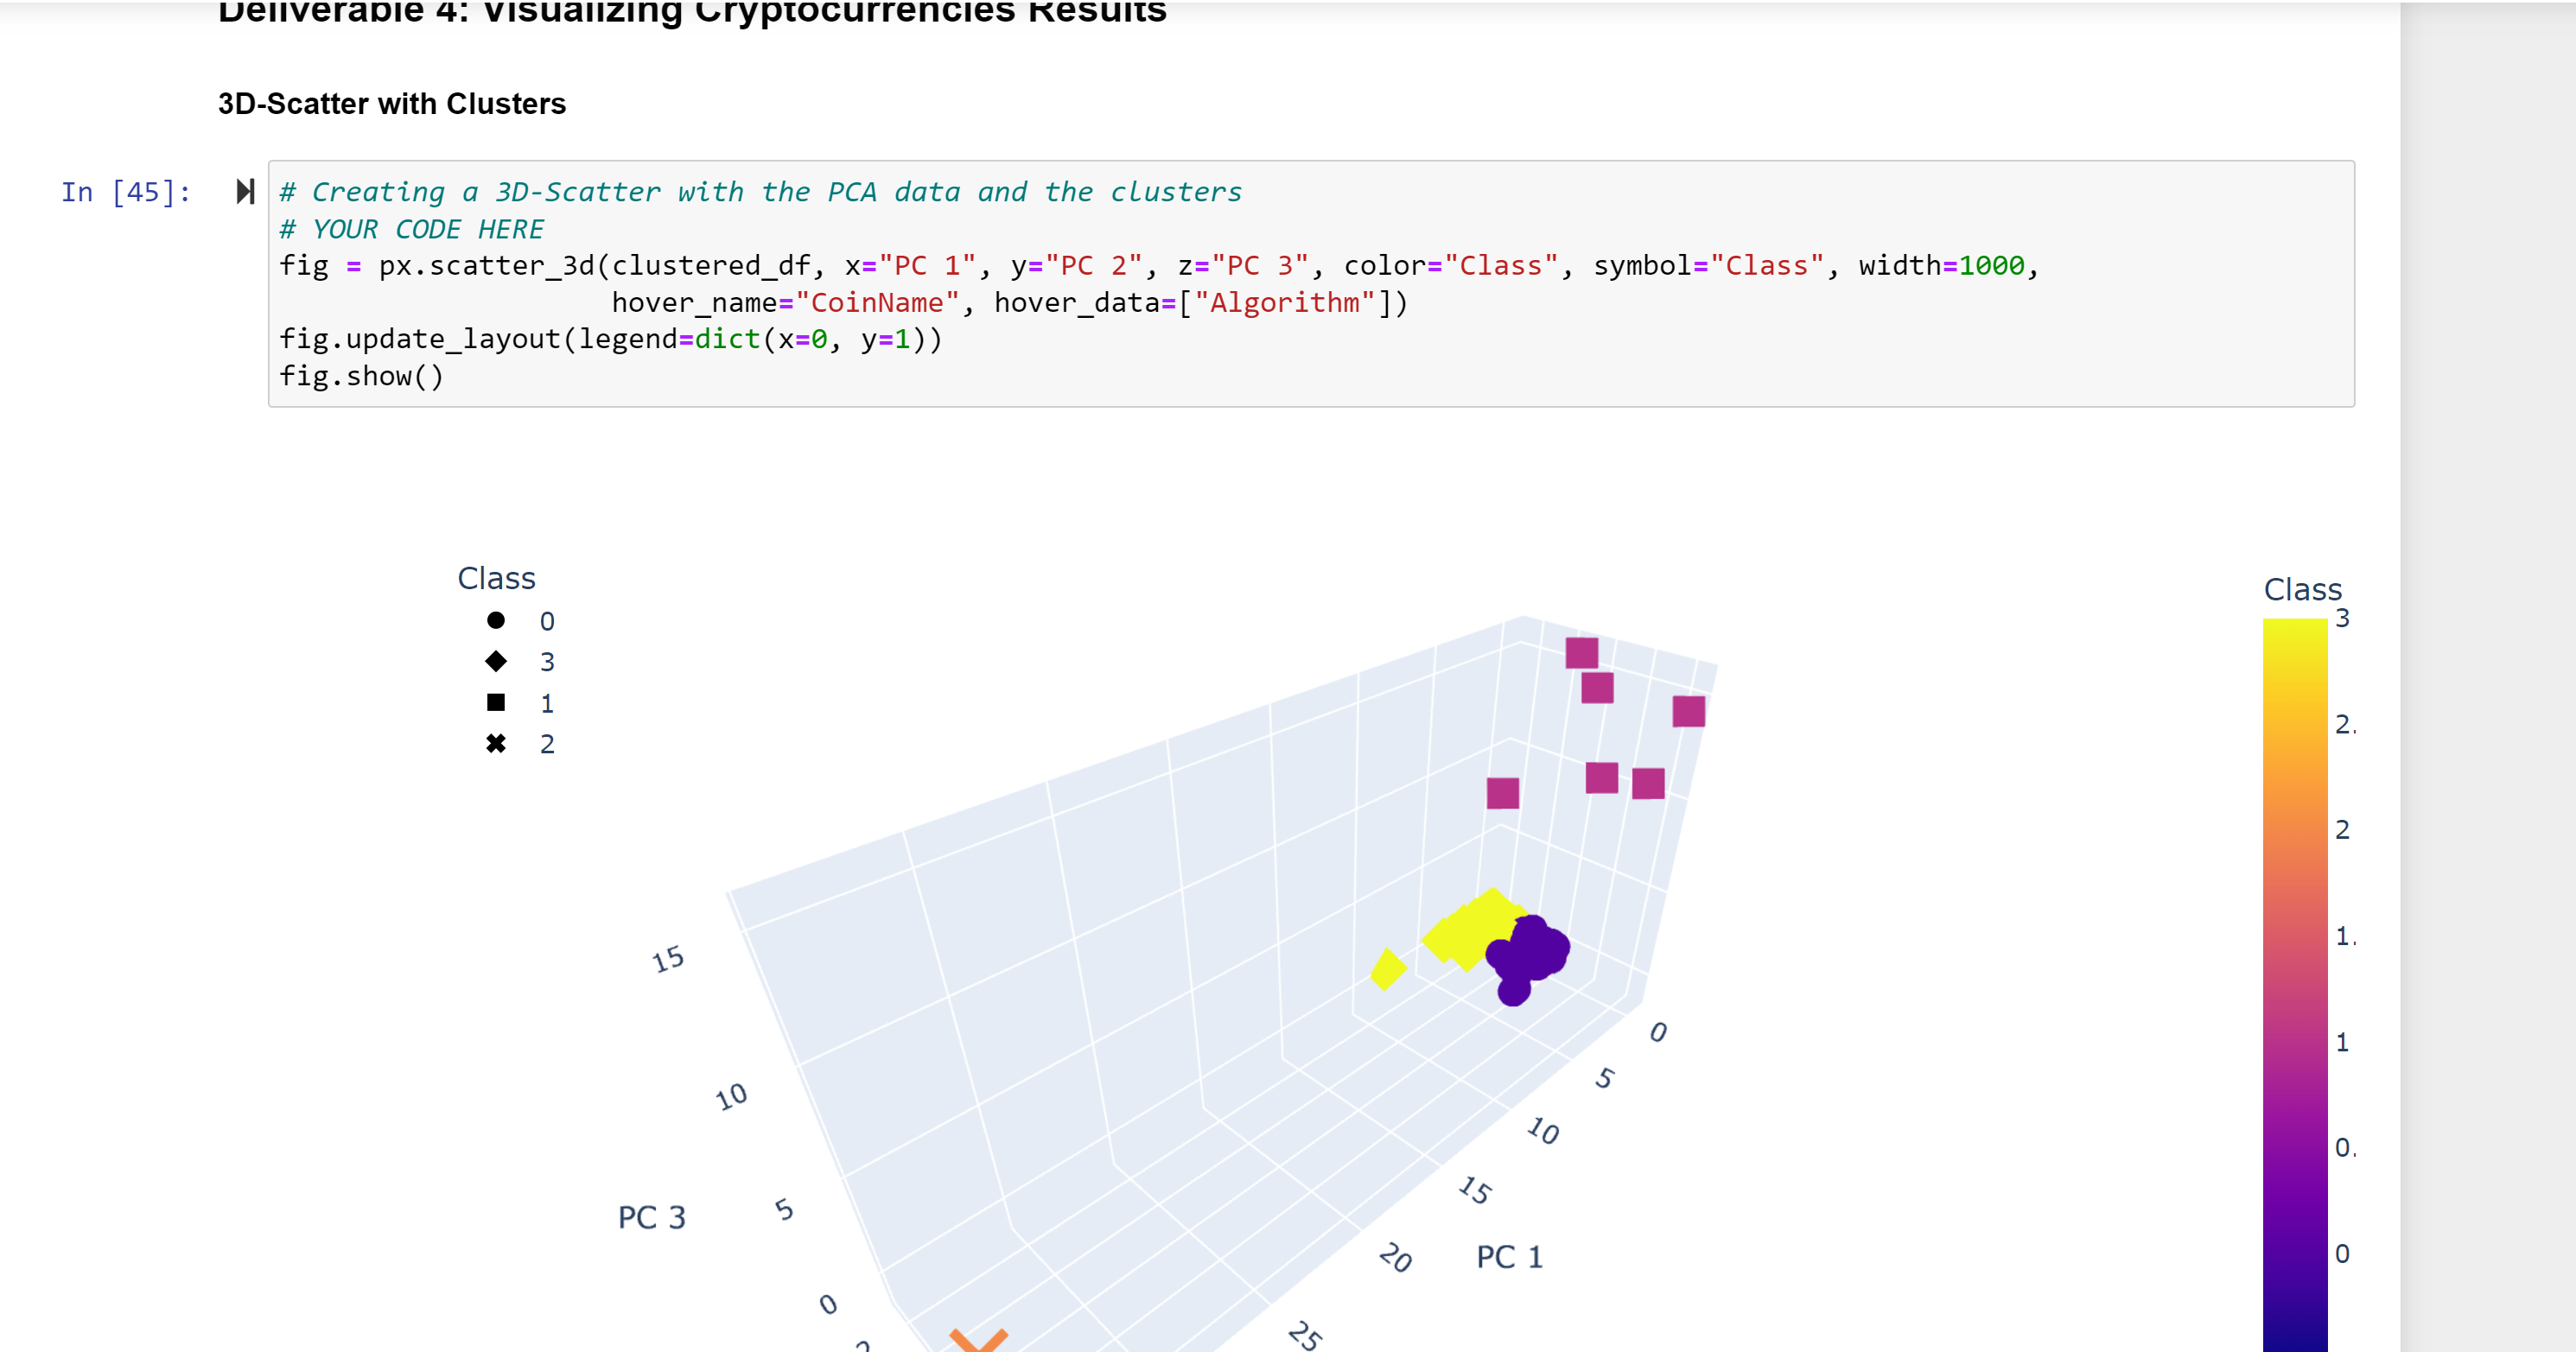 Deliverable 4: Visualizing Cryptocurrencies Results
3D-Scatter with Clusters
In [45]:
# Creating a 3D-Scatter with the PCA data and the clusters
# YOUR CODE HERE
fig = px.scatter_3d(clustered_df, x="PC 1", y="PC 2", z="PC 3", color="Class", symbol="Class", width=1000,
hover_name="CoinName", hover_data=["Algorithm"])
fig.update_layout(legend=dict(x=0, y=1))
fig.show()
Class
0
3
1
2
15
10
5
0
PC 3
0
5
10
15
20
25
PC 1
Class
3
2.
2
1.
1
0.
0